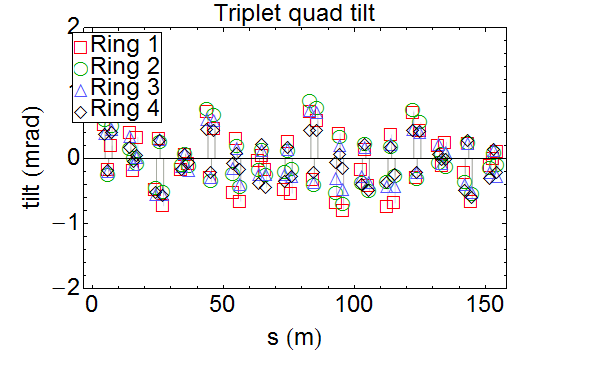 Triplet quad tilt
2
Ring 1
Ring 2
Ring 3
Ring 4
1
0
−1
−2
tilt (mrad)
0 50 100 150
s (m)